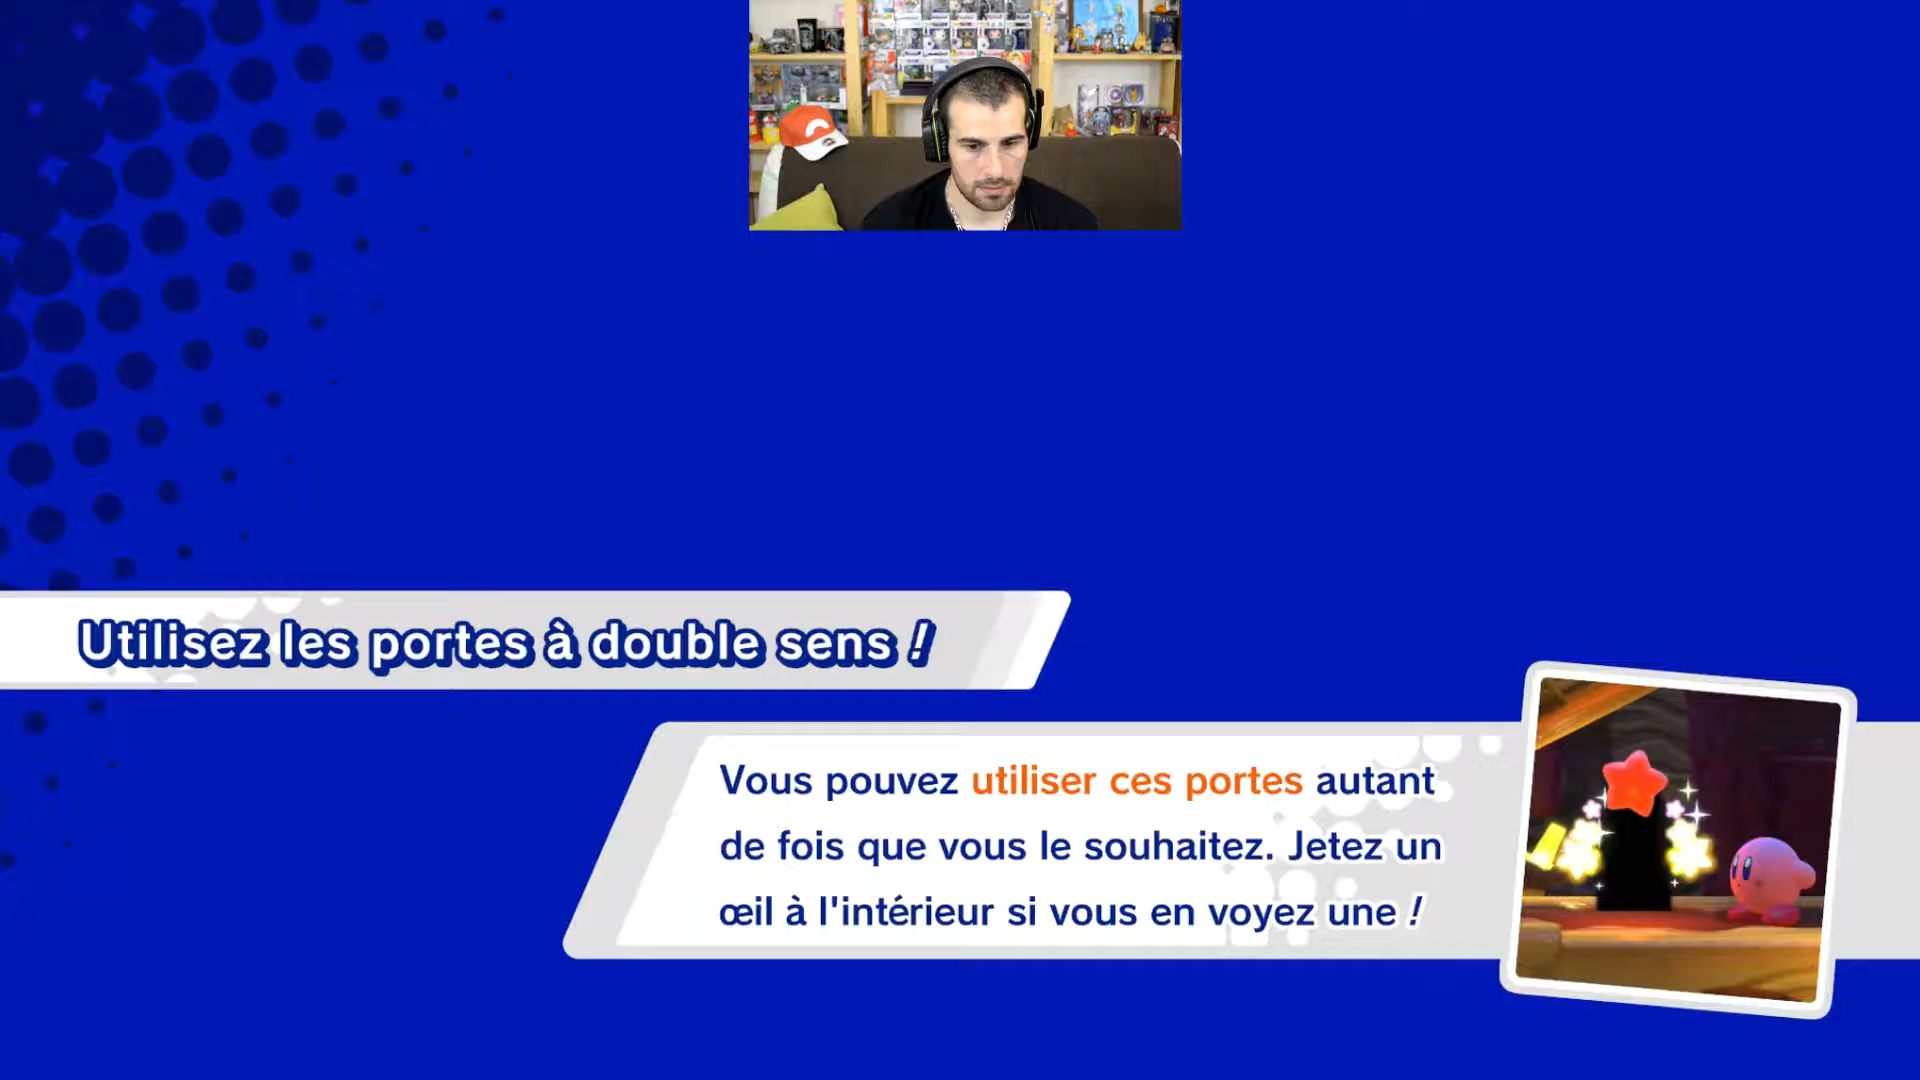 Utilisez les portes à double sens !
Vous pouvez utiliser ces portes autant
de fois que vous le souhaitez. Jetez un
œil à l'intérieur si vous en voyez une !